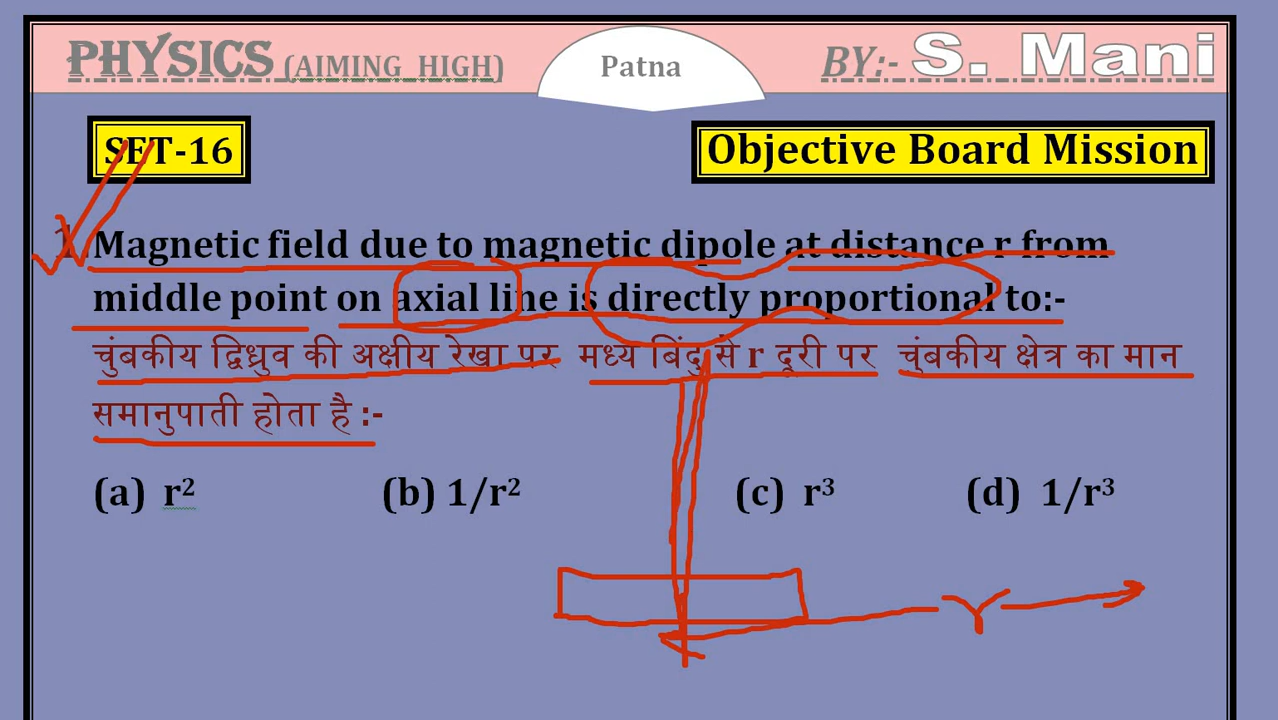 PHYSICS (AIMING HIGH) Patna BY:- S. Mani
SET-16 Objective Board Mission
1. Magnetic field due to magnetic dipole at distance r from
middle point on axial line is directly proportional to:-
चुंबकीय द्विध्रुव की अक्षीय रेखा पर मध्य बिंदु से r दूरी पर चुंबकीय क्षेत्र का मान
समानुपाती होता है :-
(a) r² (b) 1/r² (c) r³ (d) 1/r³
r